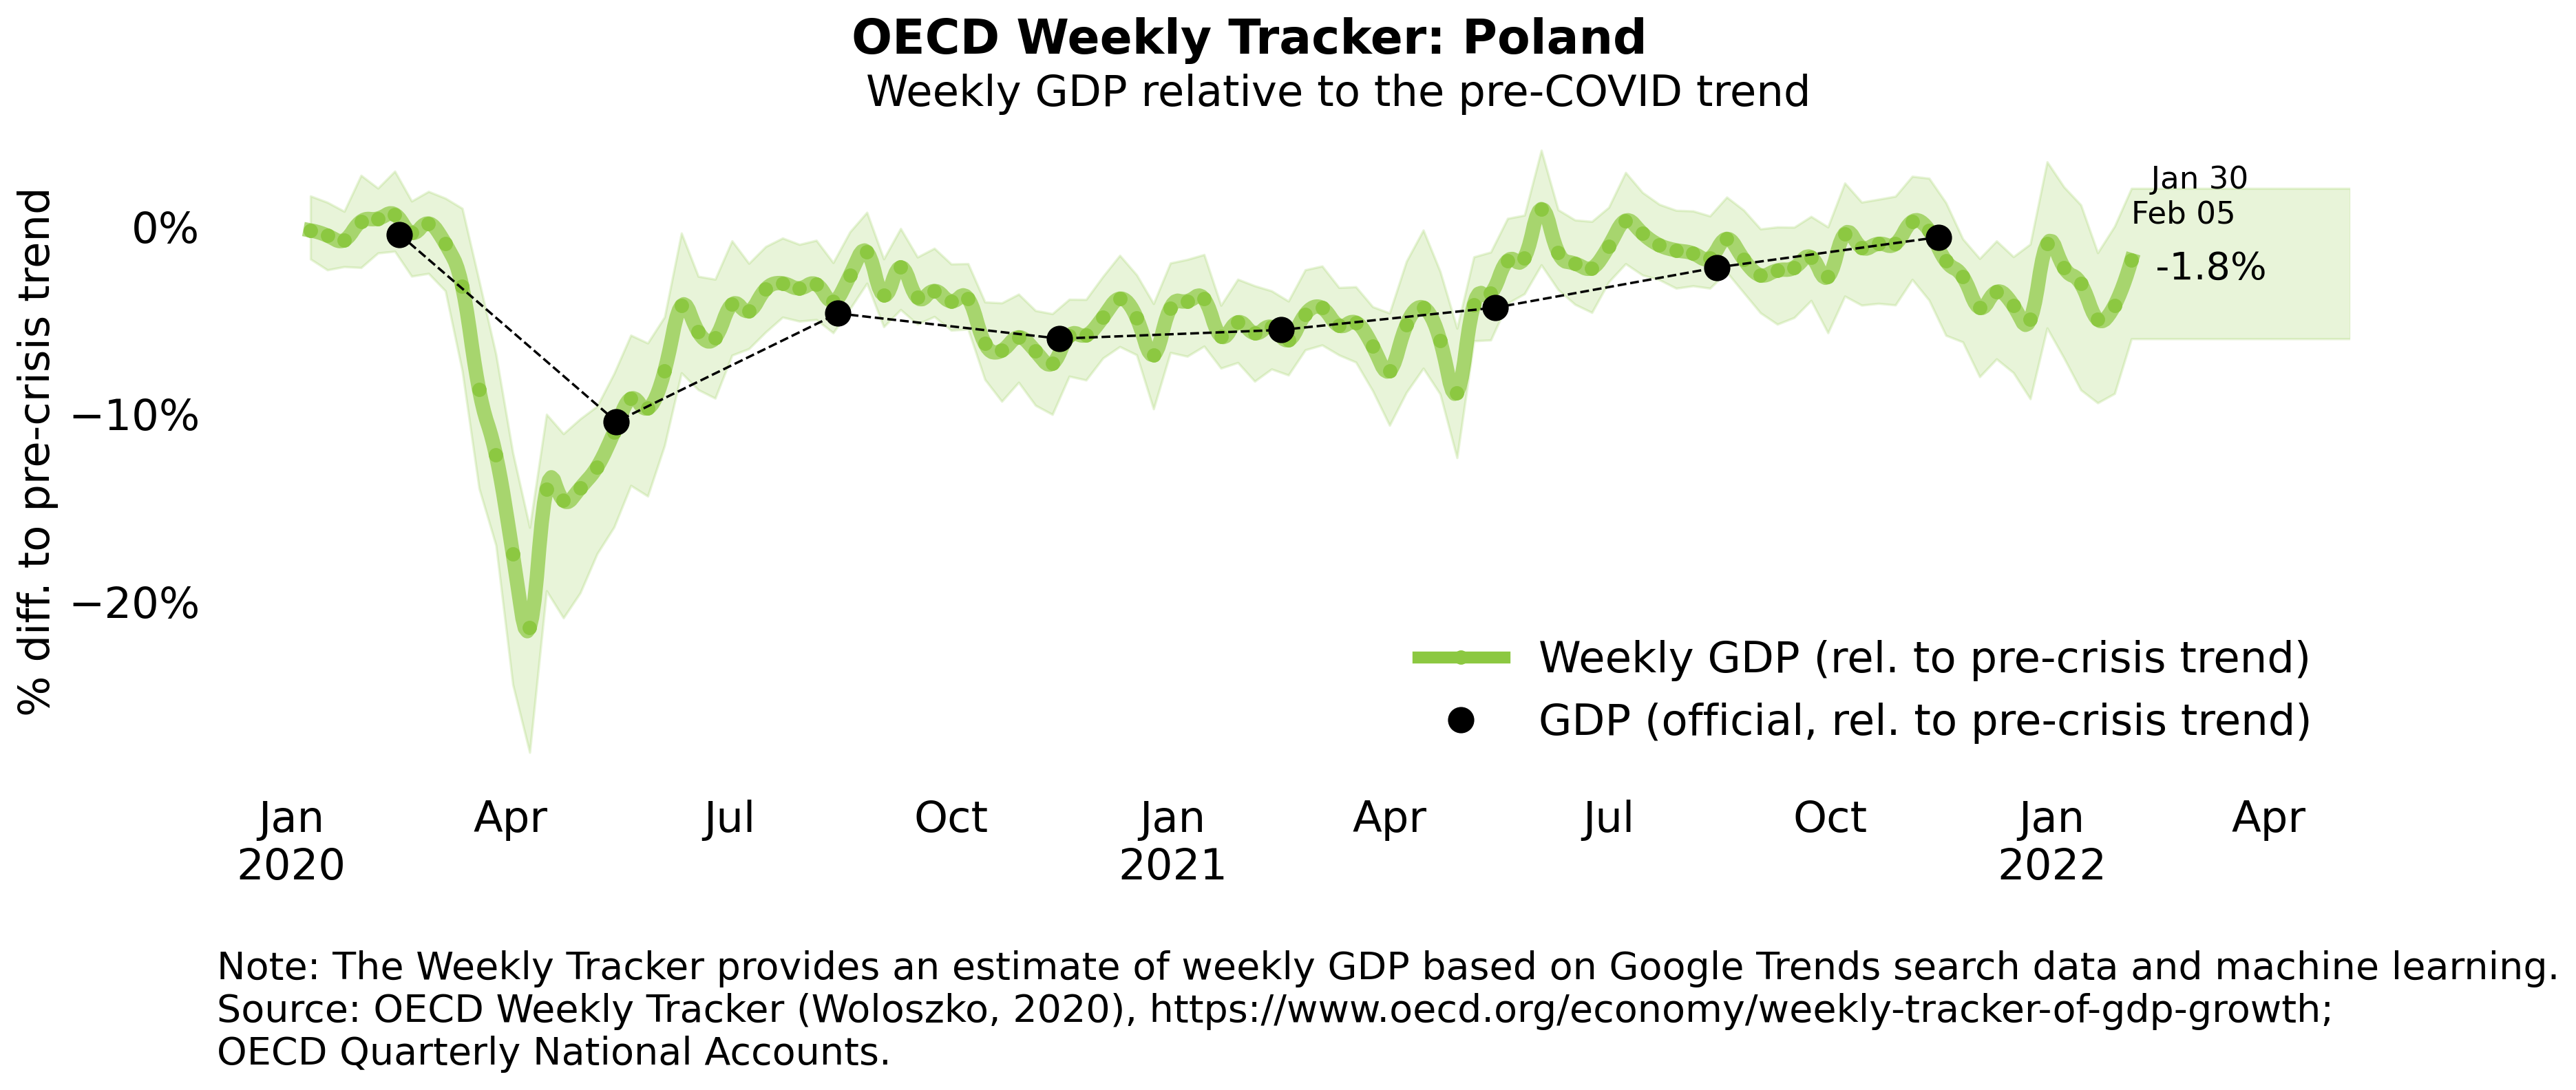 OECD Weekly Tracker: Poland
Weekly GDP relative to the pre-COVID trend
% diff. to pre-crisis trend
0%
−10%
−20%
Jan 30
Feb 05
-1.8%
Weekly GDP (rel. to pre-crisis trend)
GDP (official, rel. to pre-crisis trend)
Jan Apr Jul Oct Jan Apr Jul Oct Jan Apr
2020 2021 2022
Note: The Weekly Tracker provides an estimate of weekly GDP based on Google Trends search data and machine learning.
Source: OECD Weekly Tracker (Woloszko, 2020), https://www.oecd.org/economy/weekly-tracker-of-gdp-growth;
OECD Quarterly National Accounts.